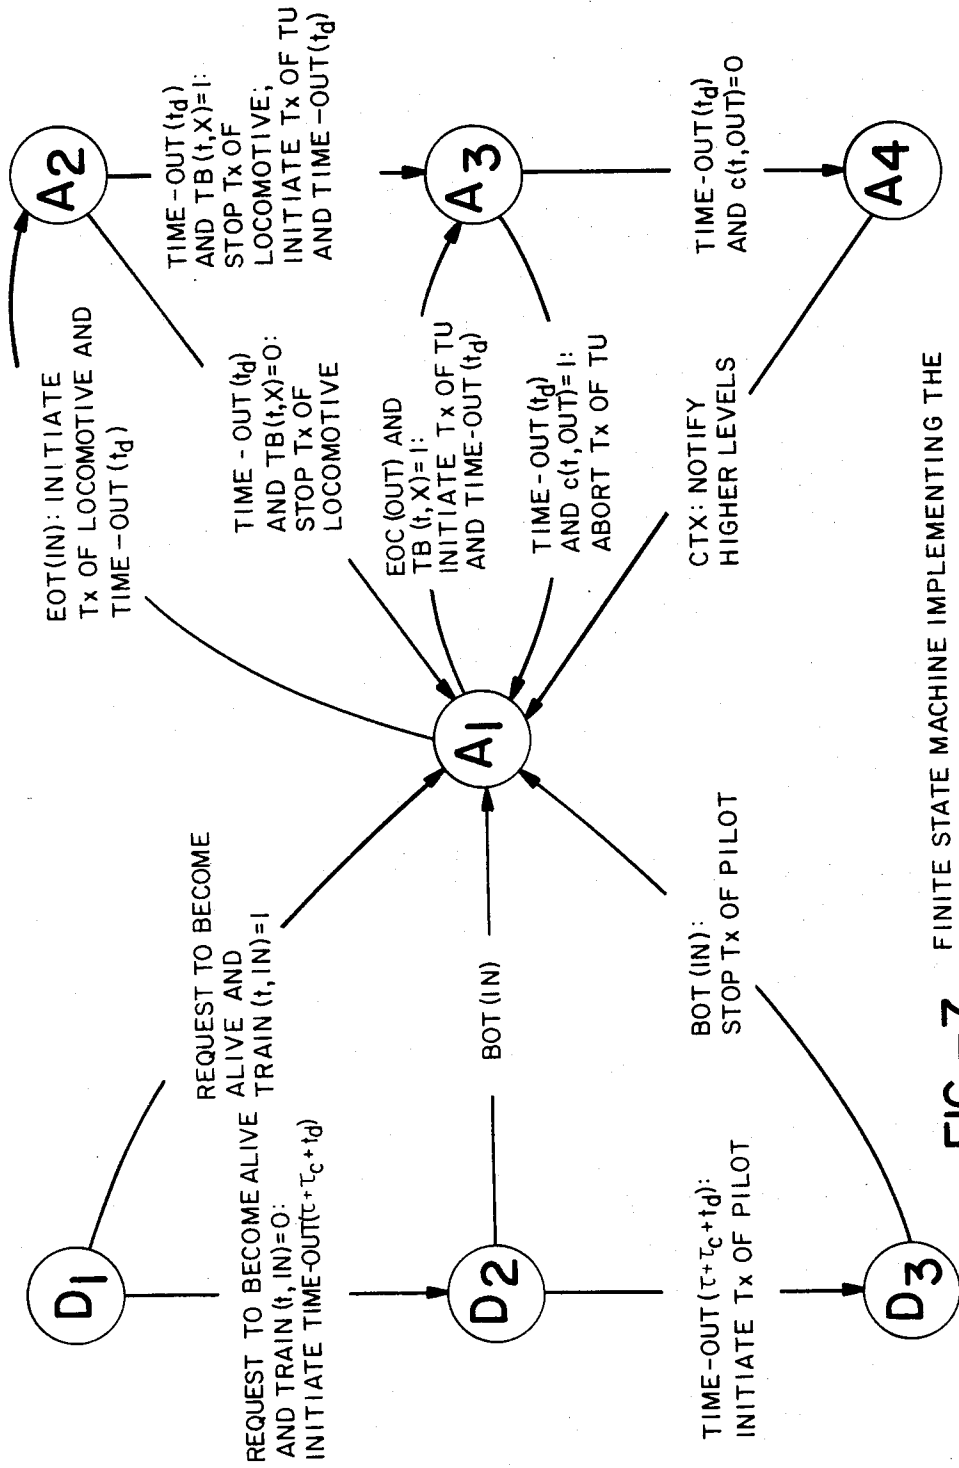 D1
REQUEST TO BECOME
ALIVE AND
TRAIN (t, IN)=1
REQUEST TO BECOME ALIVE
AND TRAIN (t, IN)=0:
INITIATE TIME-OUT(τ+τc+td)
D2
BOT (IN)
TIME-OUT (τ+τc+td):
INITIATE Tx OF PILOT
D3
BOT (IN):
STOP Tx OF PILOT
A1
EOT (IN): INITIATE
Tx OF LOCOMOTIVE AND
TIME-OUT (td)
A2
TIME-OUT (td)
AND TB(t,X)=1:
STOP Tx OF
LOCOMOTIVE;
INITIATE Tx OF TU
AND TIME-OUT(td)
TIME-OUT (td)
AND TB(t,X)=0:
STOP Tx OF
LOCOMOTIVE
EOC (OUT) AND
TB (t, X)=1:
INITIATE Tx OF TU
AND TIME-OUT (td)
A3
TIME-OUT (td)
AND c(t,OUT)=1:
ABORT Tx OF TU
TIME-OUT(td)
AND c(t,OUT)=0
A4
CTX: NOTIFY
HIGHER LEVELS
FIG.-7 FINITE STATE MACHINE IMPLEMENTING THE